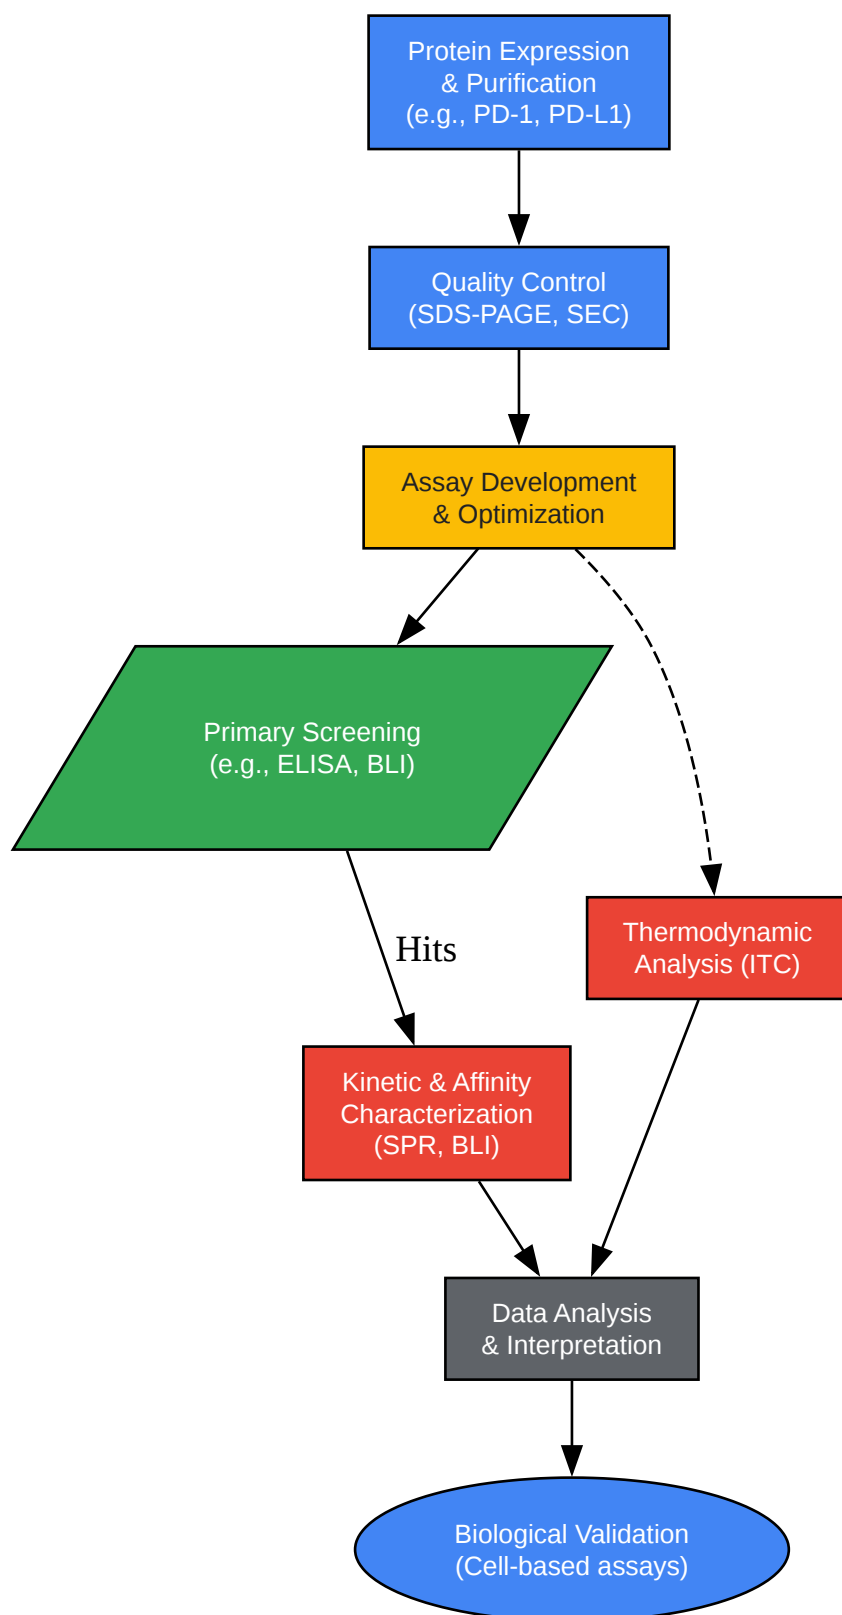 Protein Expression
& Purification
(e.g., PD-1, PD-L1)
Quality Control
(SDS-PAGE, SEC)
Assay Development
& Optimization
Primary Screening
(e.g., ELISA, BLI)
Hits
Thermodynamic
Analysis (ITC)
Kinetic & Affinity
Characterization
(SPR, BLI)
Data Analysis
& Interpretation
Biological Validation
(Cell-based assays)